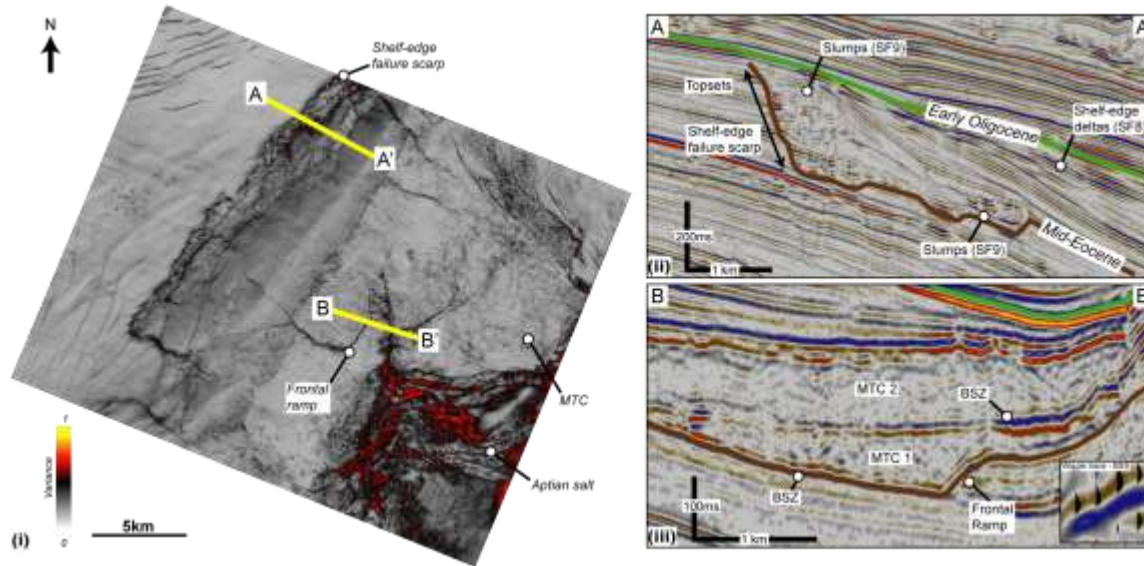 N
Shelf-edge
failure scarp
A
A'
B
B'
Frontal
ramp
MTC
Aptian salt
1
Variance
0
5km
(i)
A
A
Slumps (SF9)
Topsets
Shelf-edge
failure scarp
Early Oligocene
Shelf-edge
deltas (SF8
Slumps (SF9)
Mid-Eocene
200ms
1 km
(ii)
B
B
MTC 2
BSZ
MTC 1
BSZ
Frontal
Ramp
100ms
1 km
(iii)